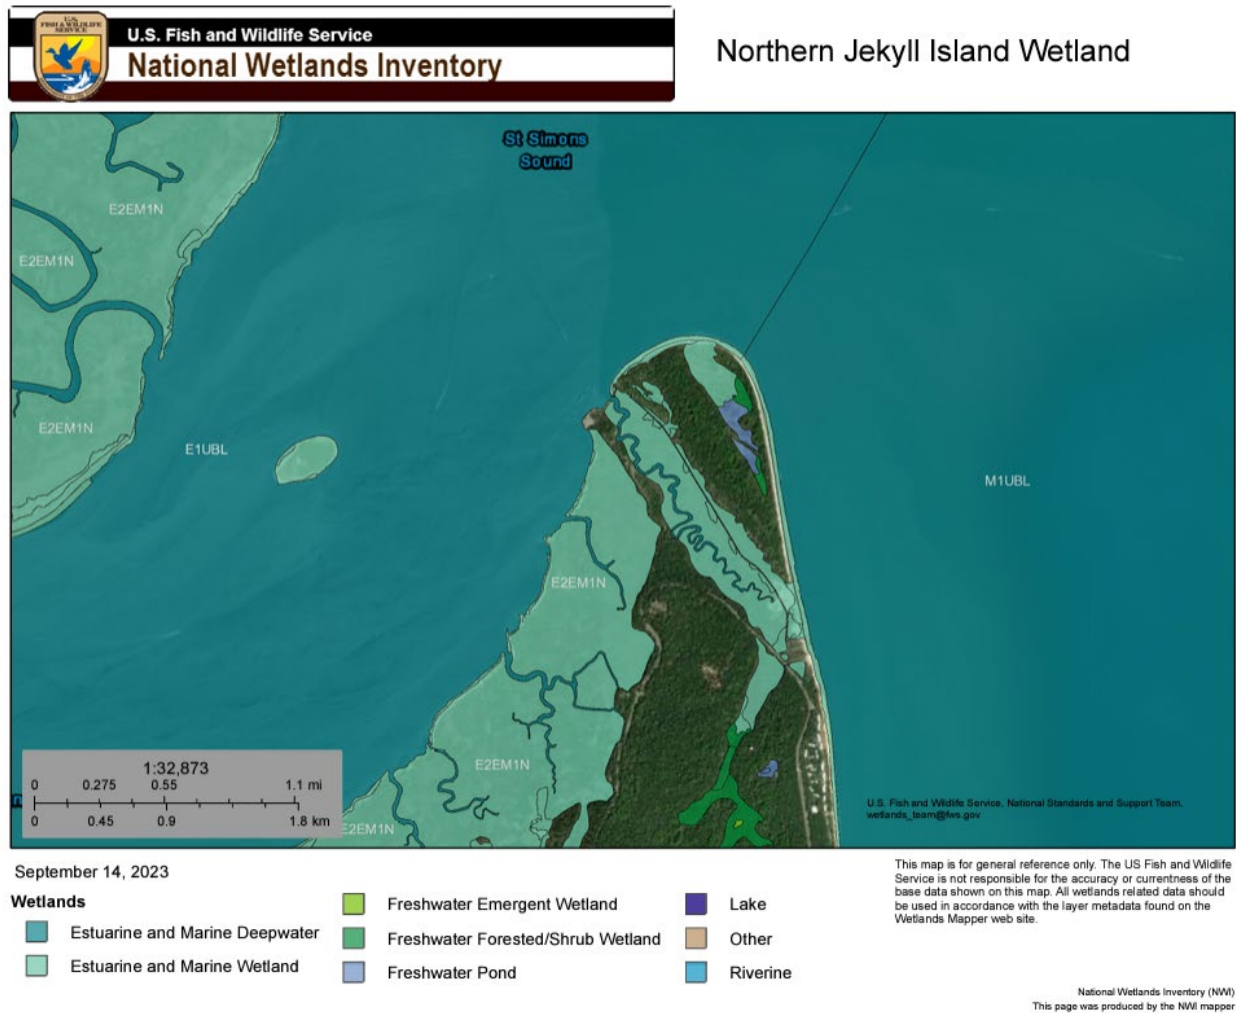 U.S.
FISH & WILDLIFE
SERVICE
U.S. Fish and Wildlife Service
National Wetlands Inventory
Northern Jekyll Island Wetland
St Simons
Sound
E2EM1N
E2EM1N
E2EM1N
E1UBL
M1UBL
E2EM1N
E2EM1N
E2EM1N
1:32,873
0 0.275 0.55 1.1 mi
0 0.45 0.9 1.8 km
U.S. Fish and Wildlife Service, National Standards and Support Team,
wetlands_team@fws.gov
September 14, 2023
This map is for general reference only. The US Fish and Wildlife
Service is not responsible for the accuracy or currentness of the
base data shown on this map. All wetlands related data should
be used in accordance with the layer metadata found on the
Wetlands Mapper web site.
Wetlands
Estuarine and Marine Deepwater
Estuarine and Marine Wetland
Freshwater Emergent Wetland
Freshwater Forested/Shrub Wetland
Freshwater Pond
Lake
Other
Riverine
National Wetlands Inventory (NWI)
This page was produced by the NWI mapper